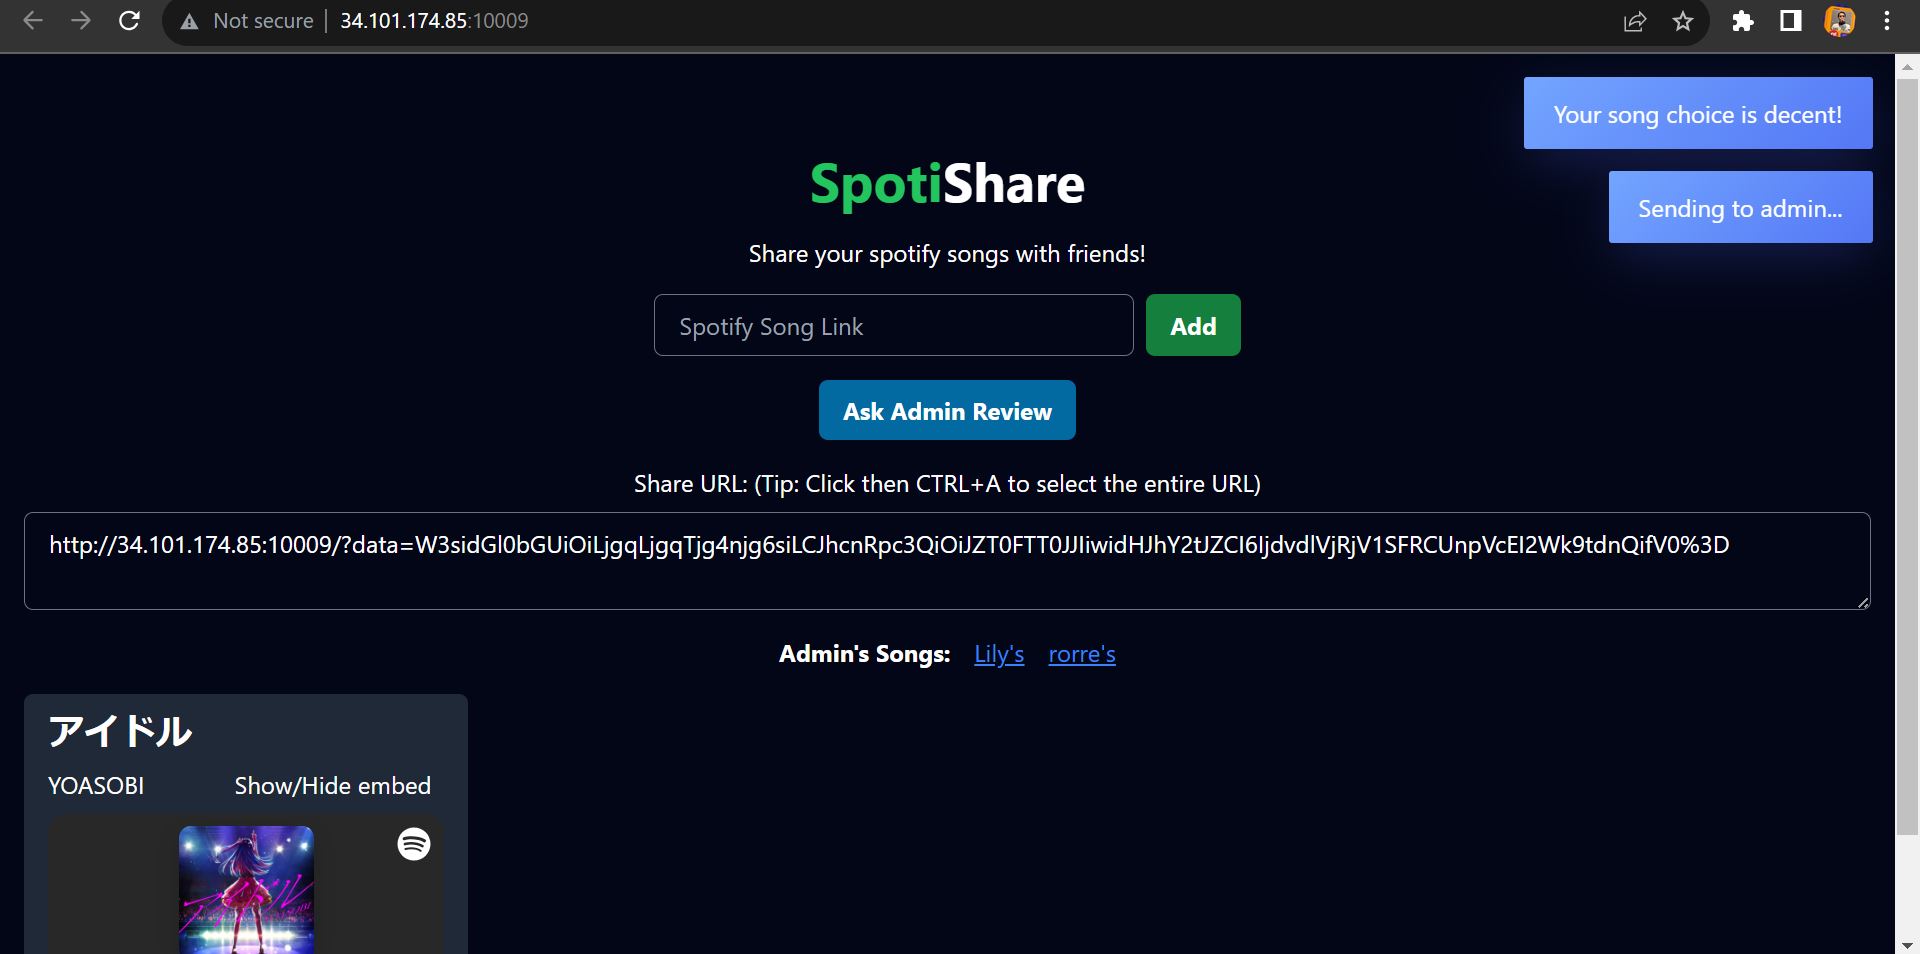 Not secure | 34.101.174.85:10009
Your song choice is decent!
Sending to admin...
SpotiShare
Share your spotify songs with friends!
Spotify Song Link
Add
Ask Admin Review
Share URL: (Tip: Click then CTRL+A to select the entire URL)
http://34.101.174.85:10009/?data=W3sidGl0bGUiOiLjgqLjgqTjg4njg6siLCJhcnRpc3QiOiJZT0FTT0JJIiwidHJhY2tJZCI6IjdvdlVjRjV1SFRCUnpVcEI2Wk9tdnQifV0%3D
Admin's Songs: Lily's rorre's
アイドル
YOASOBI Show/Hide embed